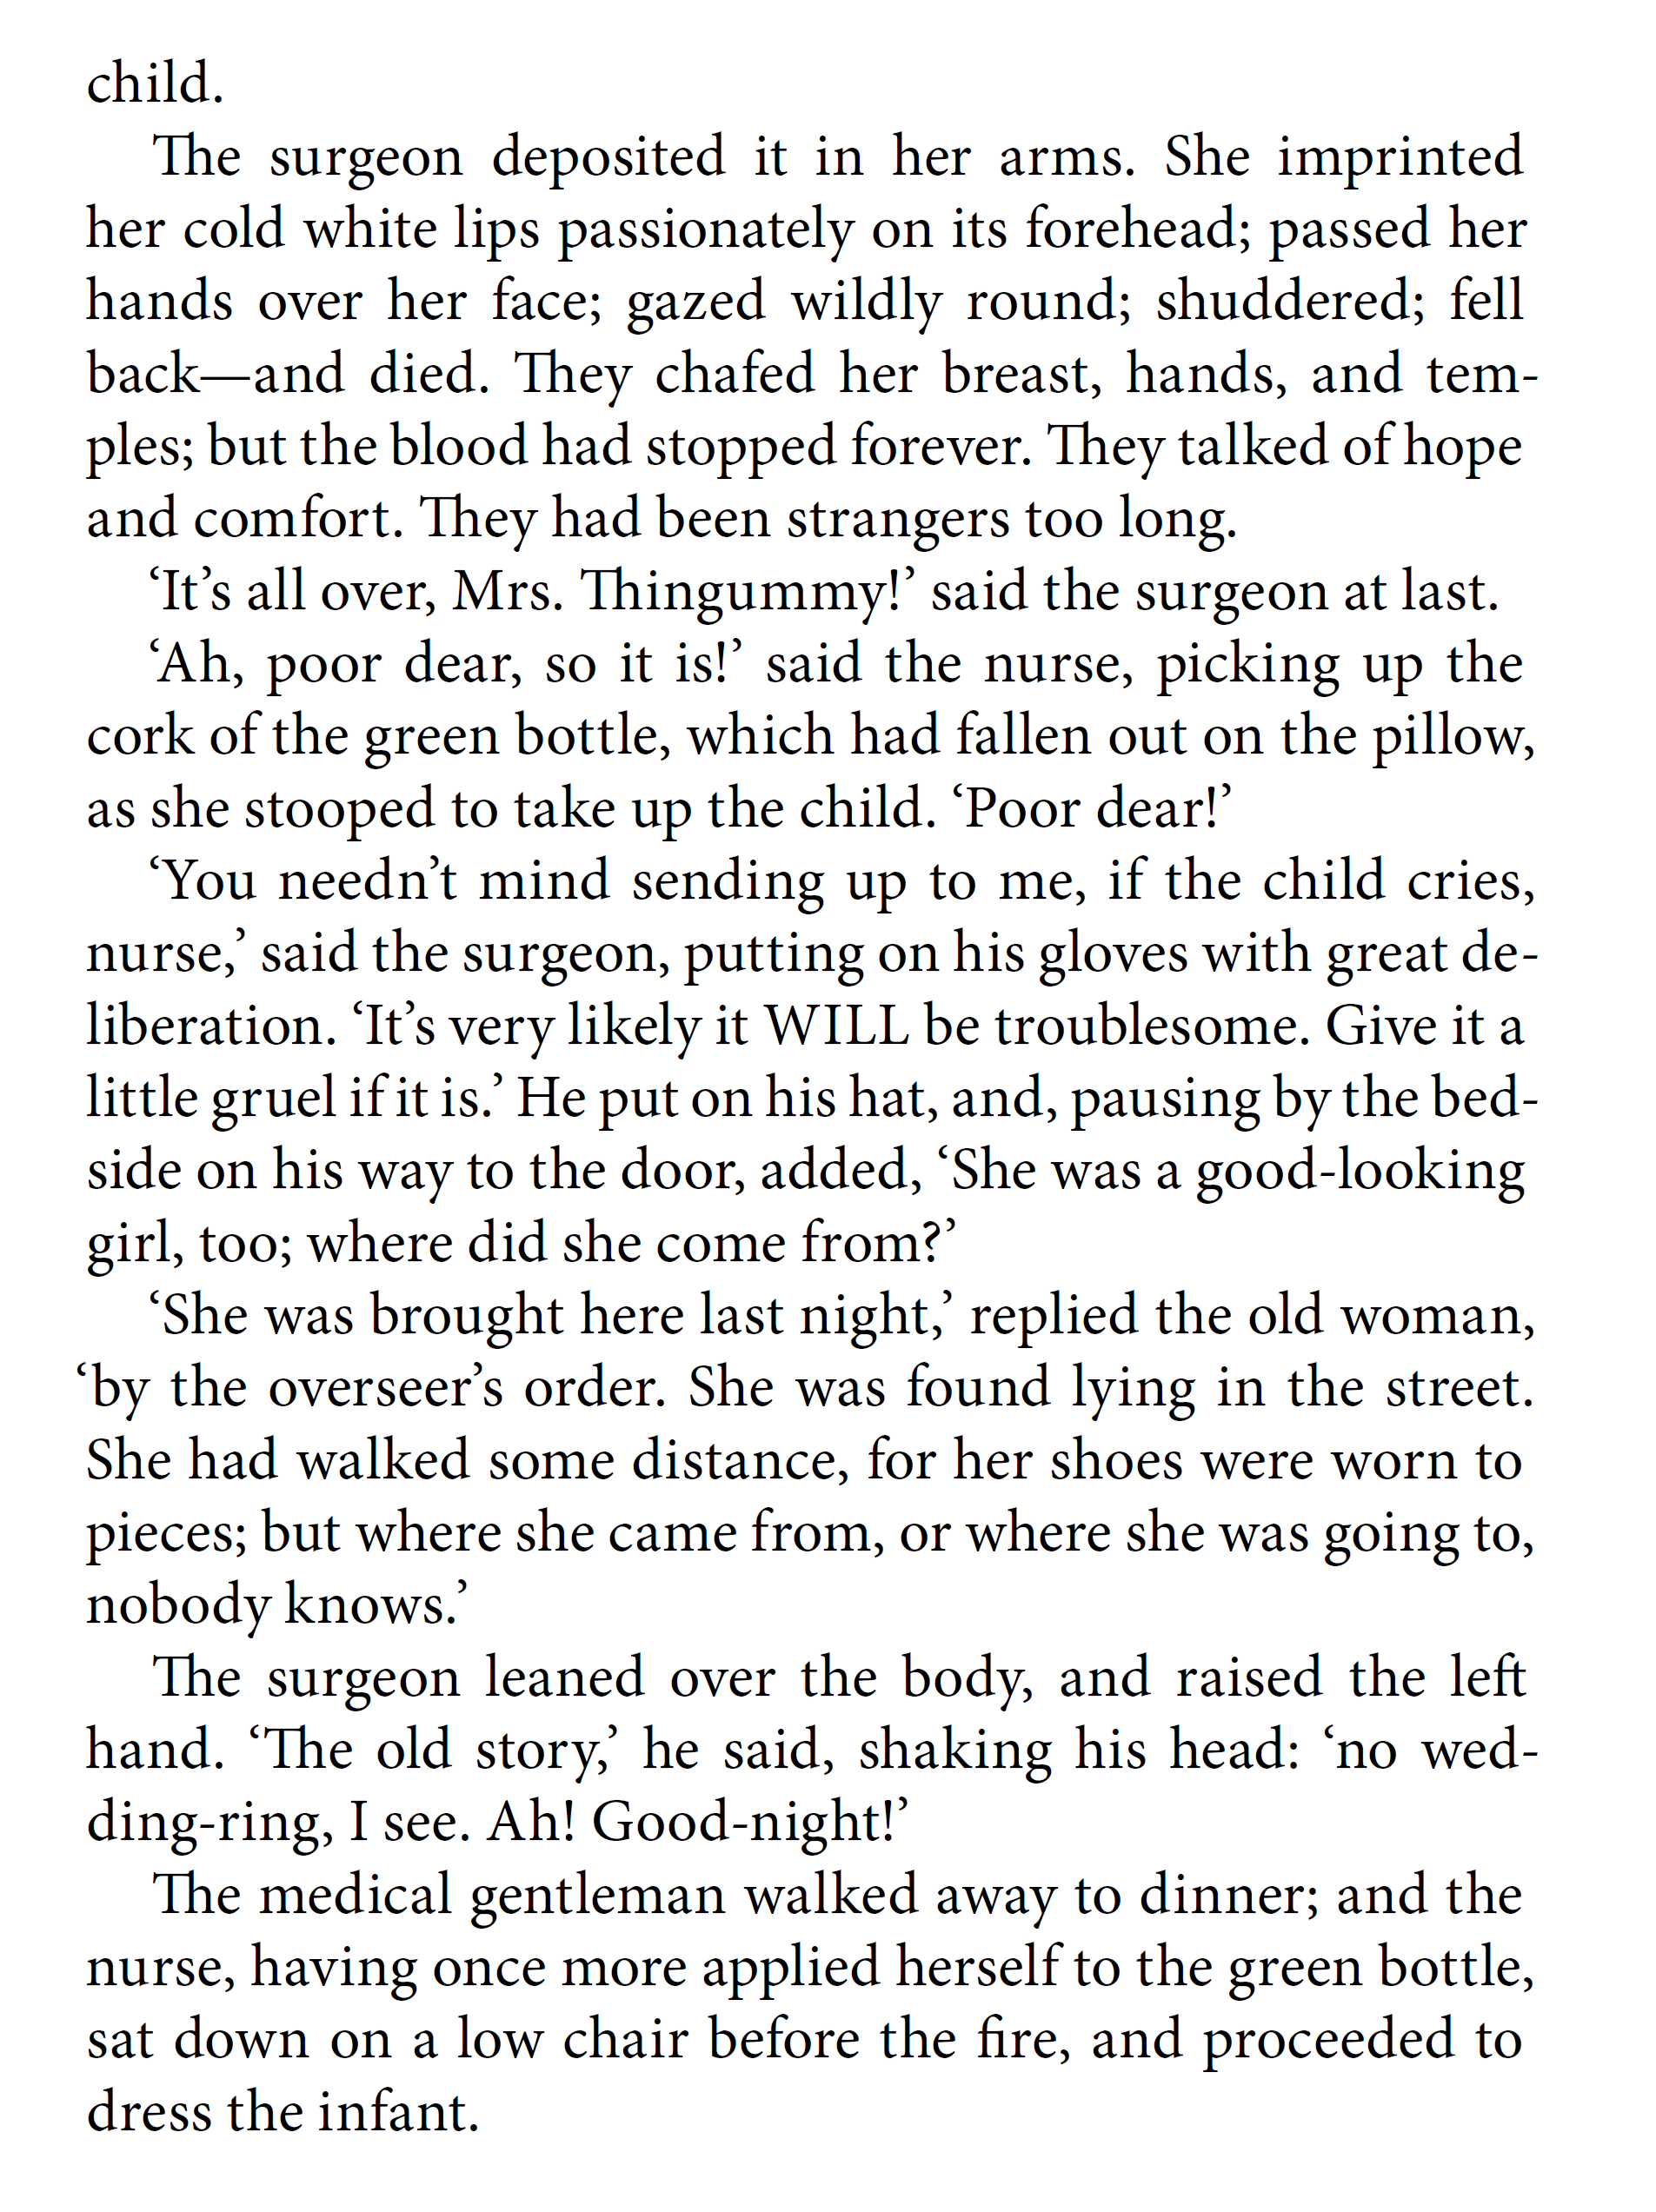 child.
The surgeon deposited it in her arms. She imprinted
her cold white lips passionately on its forehead; passed her
hands over her face; gazed wildly round; shuddered; fell
back—and died. They chafed her breast, hands, and tem-
ples; but the blood had stopped forever. They talked of hope
and comfort. They had been strangers too long.
‘It’s all over, Mrs. Thingummy!’ said the surgeon at last.
‘Ah, poor dear, so it is!’ said the nurse, picking up the
cork of the green bottle, which had fallen out on the pillow,
as she stooped to take up the child. ‘Poor dear!’
‘You needn’t mind sending up to me, if the child cries,
nurse,’ said the surgeon, putting on his gloves with great de-
liberation. ‘It’s very likely it WILL be troublesome. Give it a
little gruel if it is.’ He put on his hat, and, pausing by the bed-
side on his way to the door, added, ‘She was a good-looking
girl, too; where did she come from?’
‘She was brought here last night,’ replied the old woman,
‘by the overseer’s order. She was found lying in the street.
She had walked some distance, for her shoes were worn to
pieces; but where she came from, or where she was going to,
nobody knows.’
The surgeon leaned over the body, and raised the left
hand. ‘The old story,’ he said, shaking his head: ‘no wed-
ding-ring, I see. Ah! Good-night!’
The medical gentleman walked away to dinner; and the
nurse, having once more applied herself to the green bottle,
sat down on a low chair before the fire, and proceeded to
dress the infant.